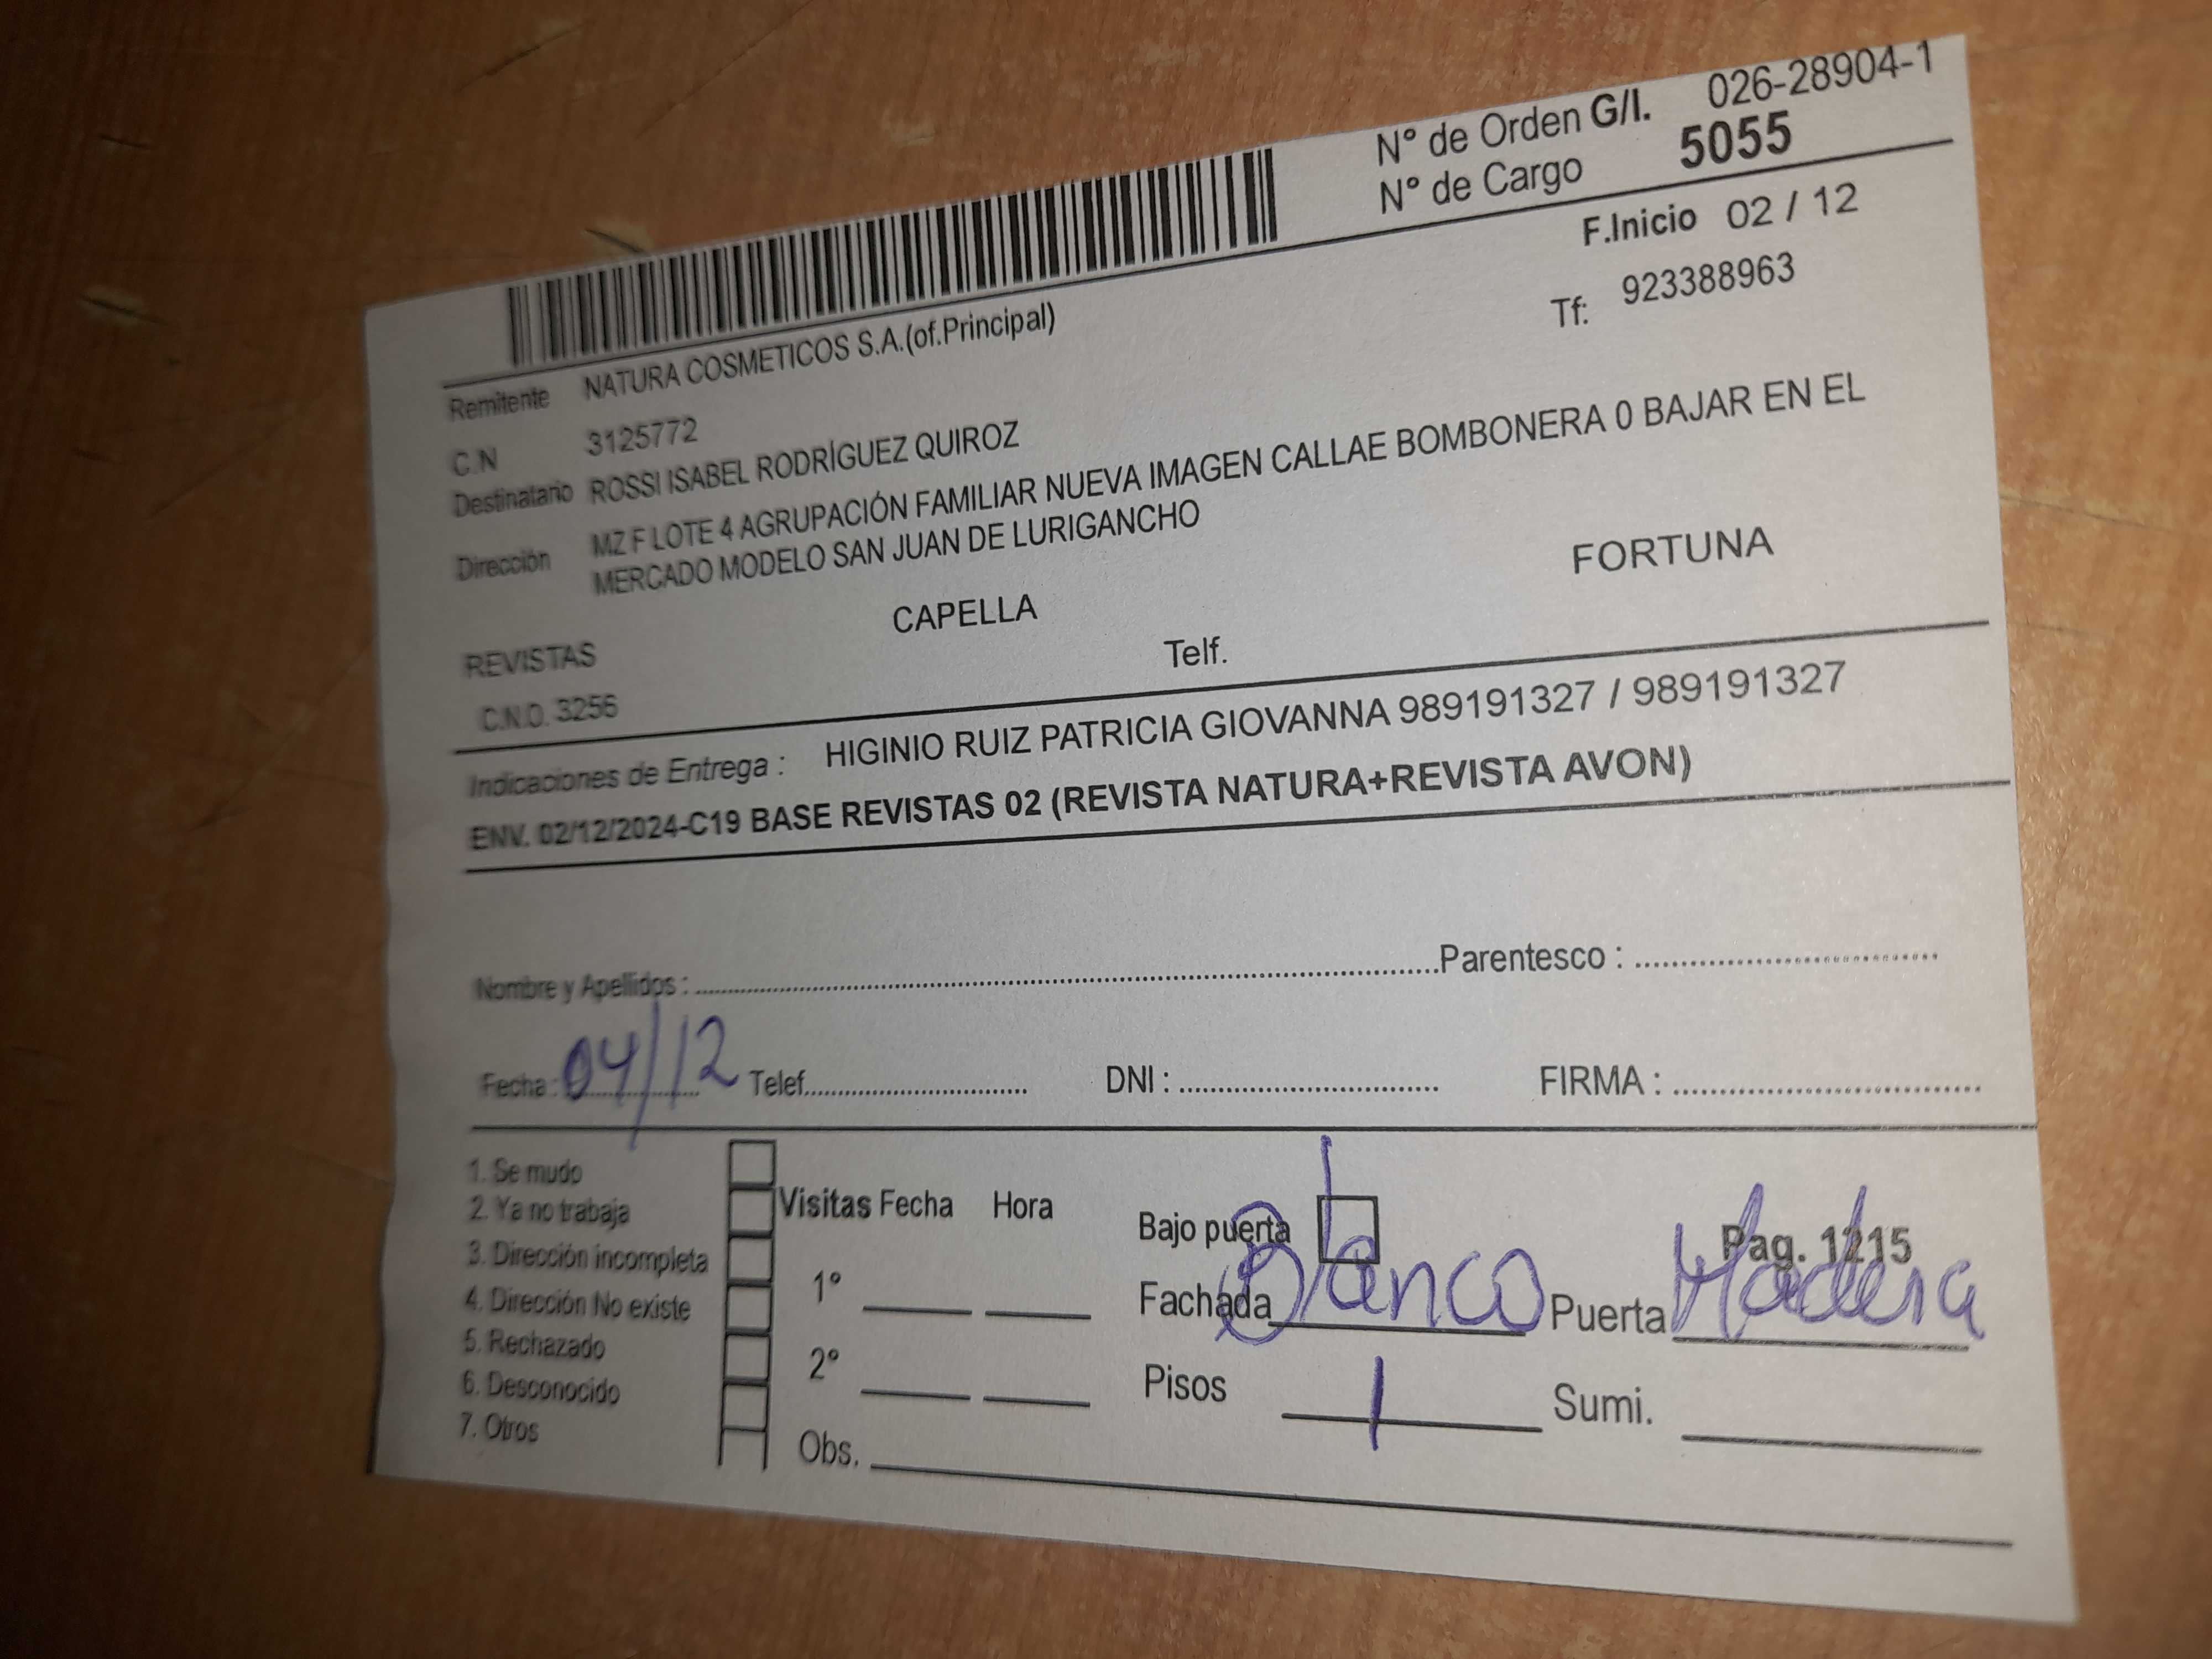 N° de Orden G/I. 026-28904-1
N° de Cargo 5055
F.Inicio 02 / 12
Remitente NATURA COSMETICOS S.A.(of.Principal)
Tf: 923388963
C.N 3125772
Destinatario ROSSI ISABEL RODRÍGUEZ QUIROZ
Dirección MZ F LOTE 4 AGRUPACIÓN FAMILIAR NUEVA IMAGEN CALLAE BOMBONERA 0 BAJAR EN EL
MERCADO MODELO SAN JUAN DE LURIGANCHO
REVISTAS CAPELLA FORTUNA
C.N.D. 3256 Telf.
Indicaciones de Entrega : HIGINIO RUIZ PATRICIA GIOVANNA 989191327 / 989191327
ENV. 02/12/2024-C19 BASE REVISTAS 02 (REVISTA NATURA+REVISTA AVON)
Nombre y Apellidos : Parentesco :
Fecha : 04/12 Telef. DNI : FIRMA :
1. Se mudo
2. Ya no trabaja
3. Dirección incompleta
4. Dirección No existe
5. Rechazado
6. Desconocido
7. Otros
Visitas Fecha Hora
1°
2°
Obs.
Bajo puerta Pag. 1215
Fachada Blanco Puerta Madera
Pisos 1 Sumi.